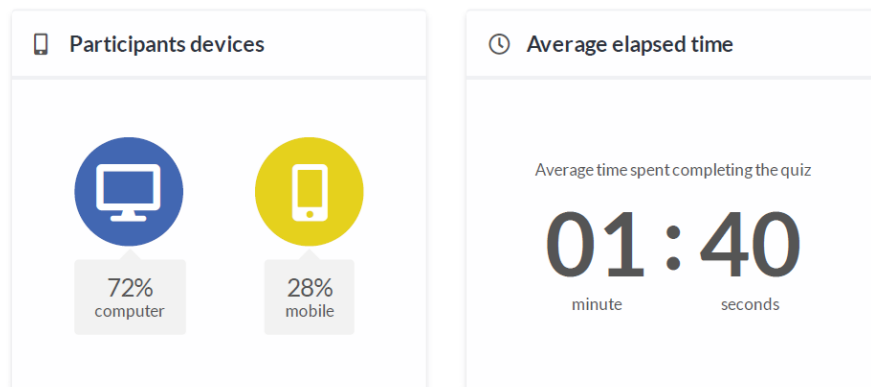 Participants devices
72%
computer
28%
mobile
Average elapsed time
Average time spent completing the quiz
01 : 40
minute seconds